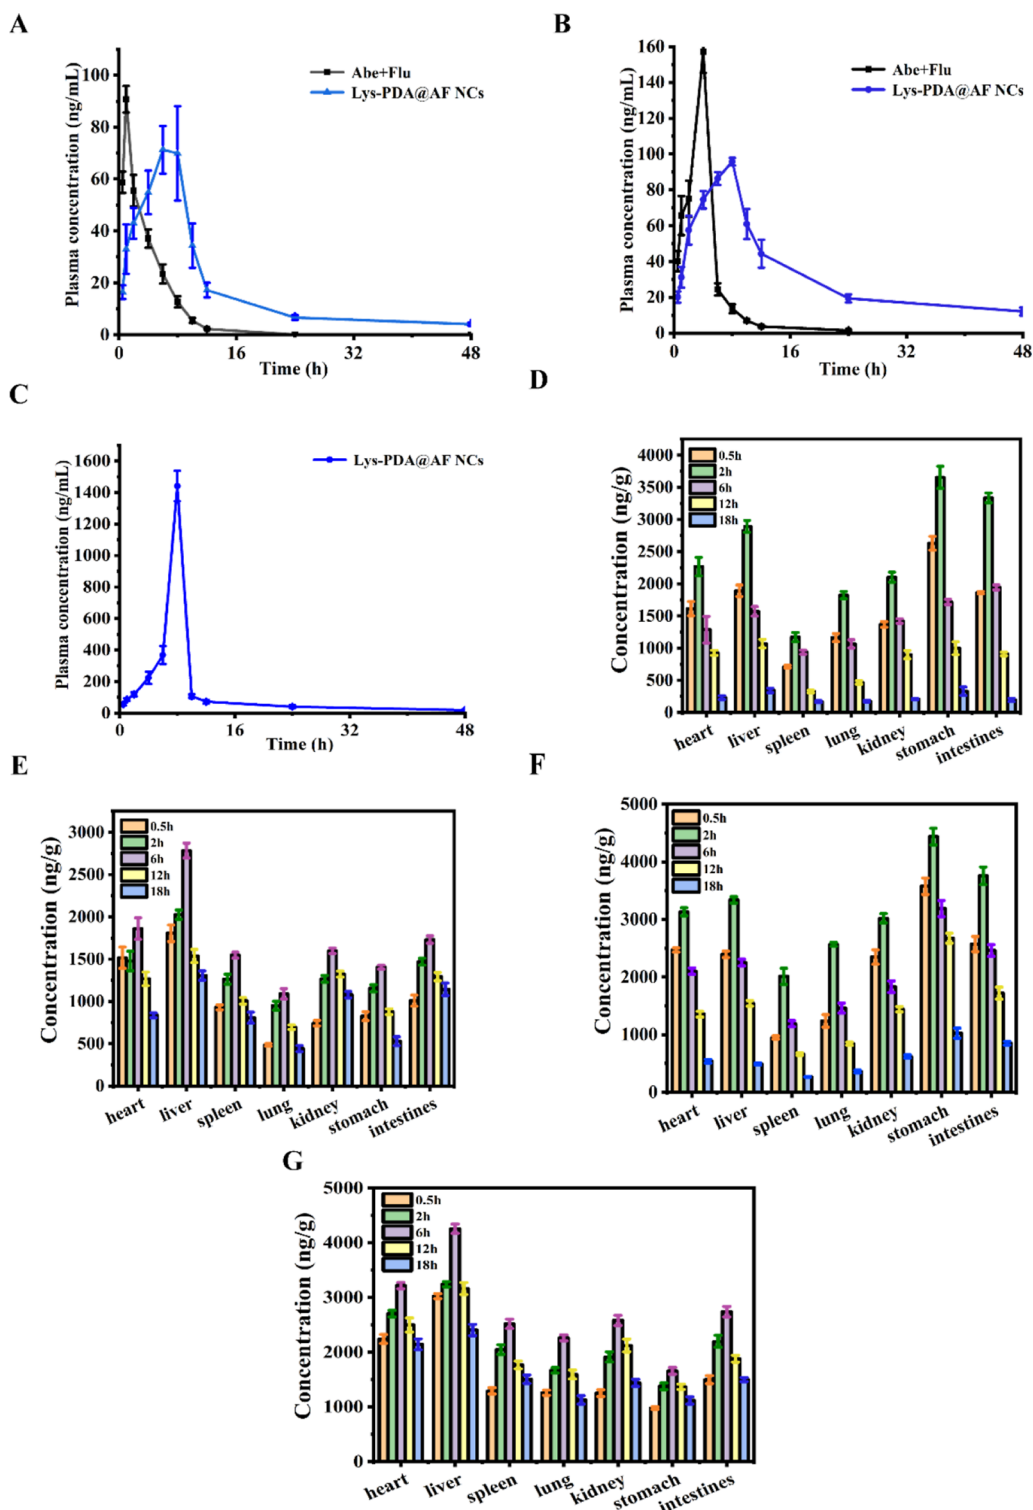 A
Plasma concentration (ng/mL)
100
80
60
40
20
0
Abe+Flu
Lys-PDA@AF NCs
0
16
32
48
Time (h)
B
Plasma concentration (ng/mL)
160
140
120
100
80
60
40
20
0
Abe+Flu
Lys-PDA@AF NCs
0
16
32
48
Time (h)
C
Plasma concentration (ng/mL)
1600
1400
1200
1000
800
600
400
200
0
Lys-PDA@AF NCs
0
16
32
48
Time (h)
D
Concentration (ng/g)
4000
3500
3000
2500
2000
1500
1000
500
0
0.5h
2h
6h
12h
18h
heart
liver
spleen
lung
kidney
stomach
intestines
E
Concentration (ng/g)
3000
2500
2000
1500
1000
500
0
0.5h
2h
6h
12h
18h
heart
liver
spleen
lung
kidney
stomach
intestines
F
Concentration (ng/g)
5000
4000
3000
2000
1000
0
0.5h
2h
6h
12h
18h
heart
liver
spleen
lung
kidney
stomach
intestines
G
Concentration (ng/g)
5000
4000
3000
2000
1000
0
0.5h
2h
6h
12h
18h
heart
liver
spleen
lung
kidney
stomach
intestines